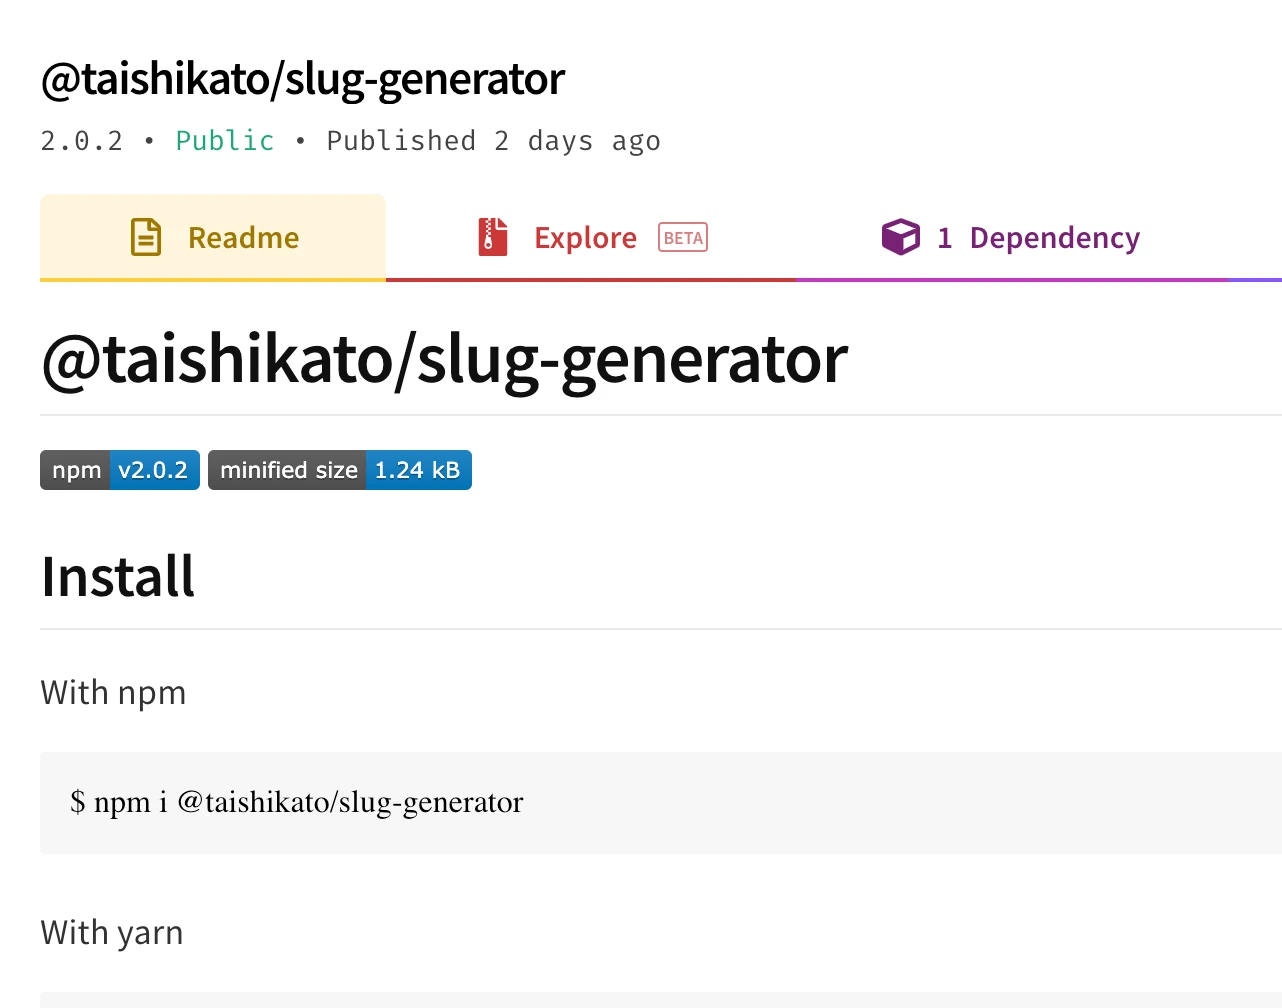 @taishikato/slug-generator
2.0.2 • Public • Published 2 days ago
Readme Explore BETA 1 Dependency
@taishikato/slug-generator
npm v2.0.2 minified size 1.24 kB
Install
With npm
$ npm i @taishikato/slug-generator
With yarn